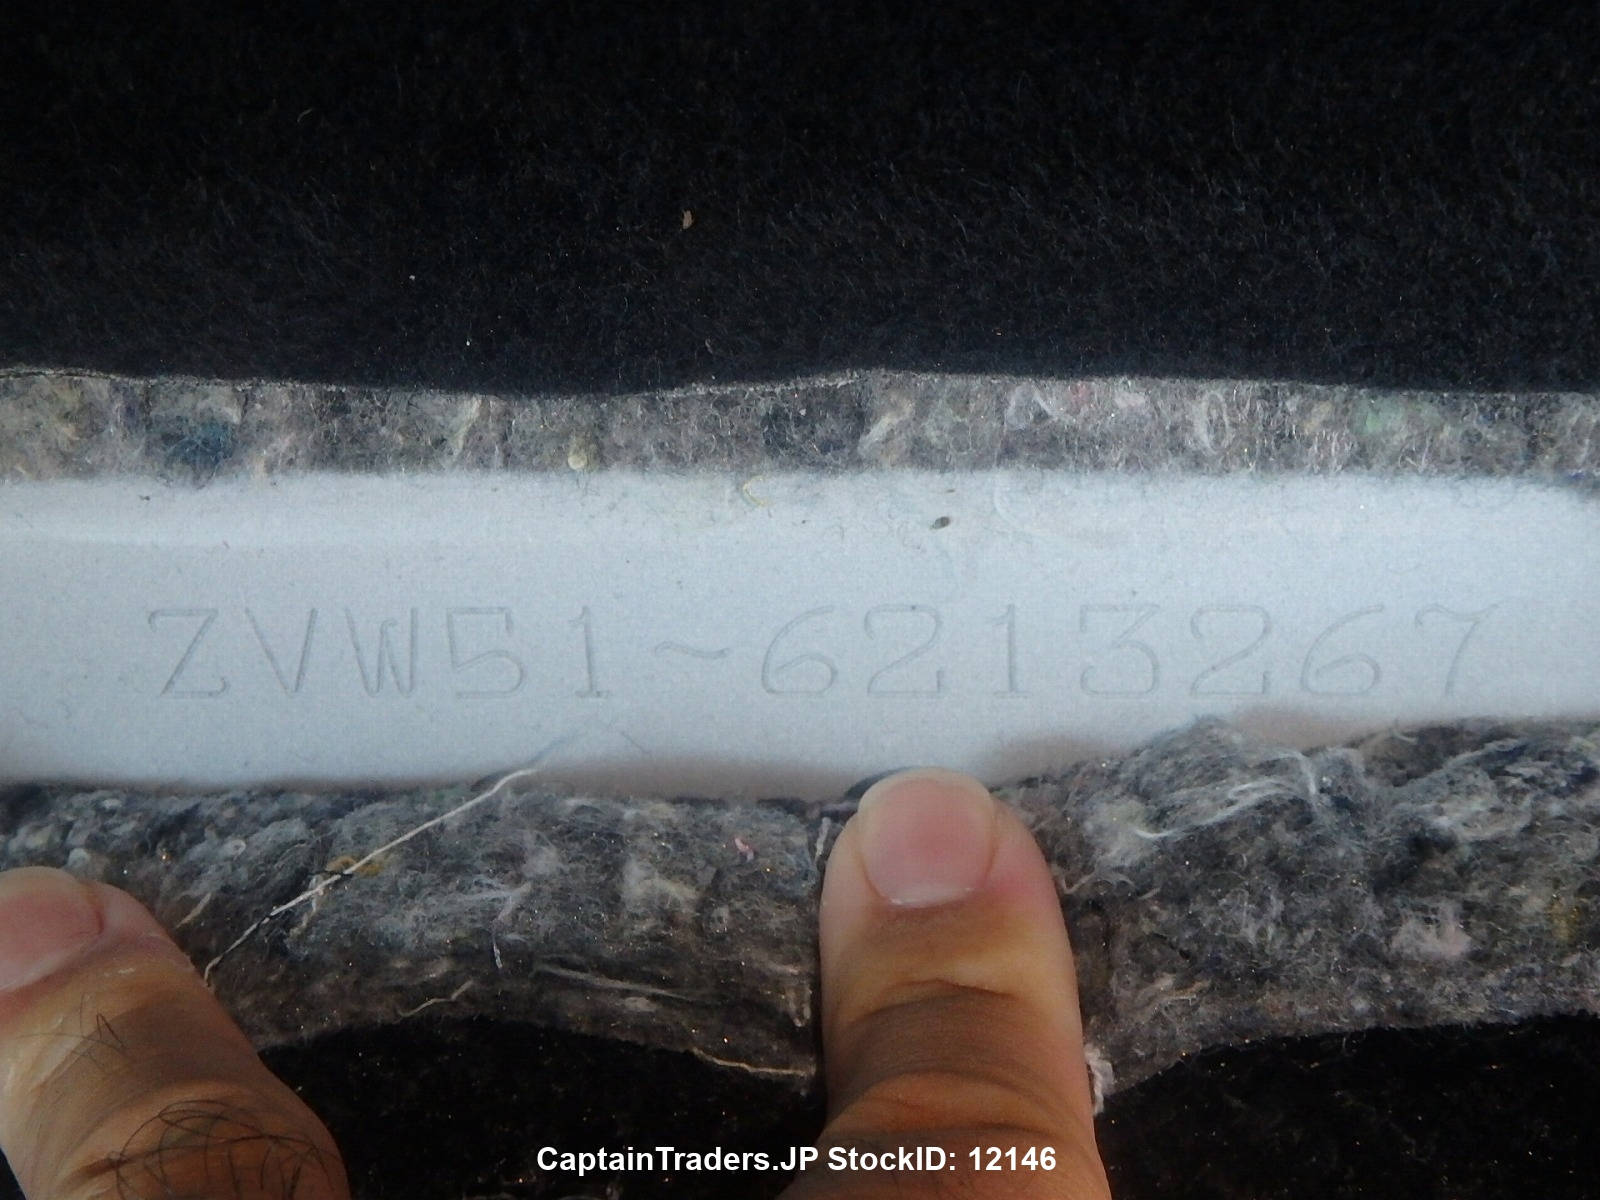 ZVW51~6213267
CaptainTraders.JP StockID: 12146